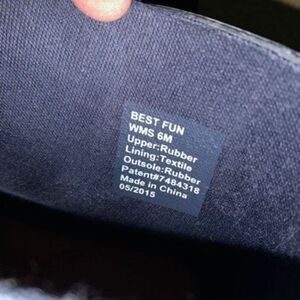 BEST FUN
WMS 6M
Upper:Rubber
Lining:Textile
Outsole:Rubber
Patent#7484318
Made in China
05/2015